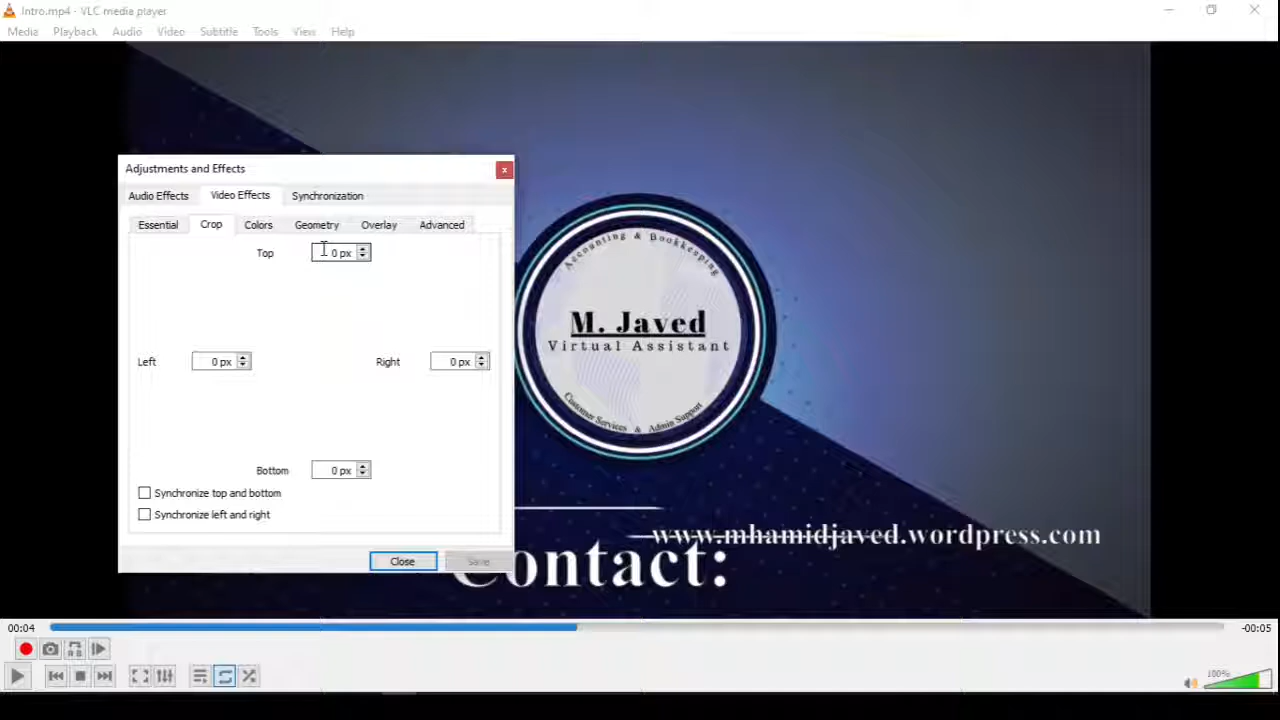 Intro.mp4 - VLC media player
Media Playback Audio Video Subtitle Tools View Help
Adjustments and Effects
x
Audio Effects Video Effects Synchronization
Essential Crop Colors Geometry Overlay Advanced
Top 0 px
Left 0 px Right 0 px
Bottom 0 px
Synchronize top and bottom
Synchronize left and right
Close Save
Accounting & Bookkeeping
M. Javed
Virtual Assistant
Customer Services & Admin Support
www.mhamidjaved.wordpress.com
Contact:
00:04 -00:05
100%